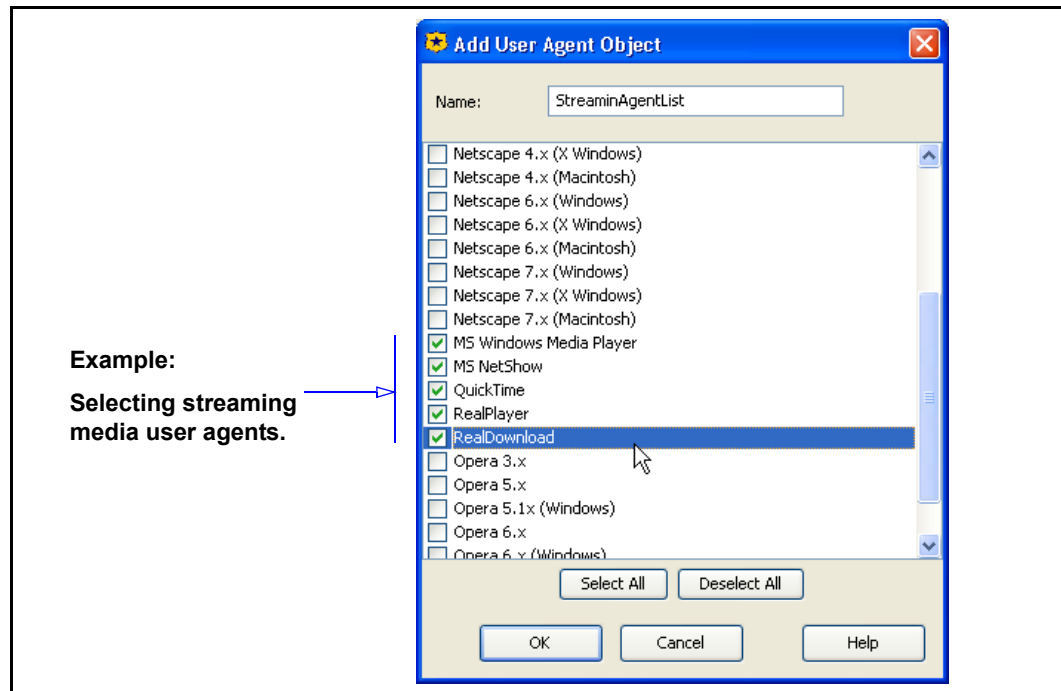 Add User Agent Object
Name: StreaminAgentList
Netscape 4.x (X Windows)
Netscape 4.x (Macintosh)
Netscape 6.x (Windows)
Netscape 6.x (X Windows)
Netscape 6.x (Macintosh)
Netscape 7.x (Windows)
Netscape 7.x (X Windows)
Netscape 7.x (Macintosh)
MS Windows Media Player
MS NetShow
QuickTime
RealPlayer
RealDownload
Opera 3.x
Opera 5.x
Opera 5.1x (Windows)
Opera 6.x
Opera 6.x (Windows)
Select All Deselect All
OK Cancel Help
Example:
Selecting streaming
media user agents.